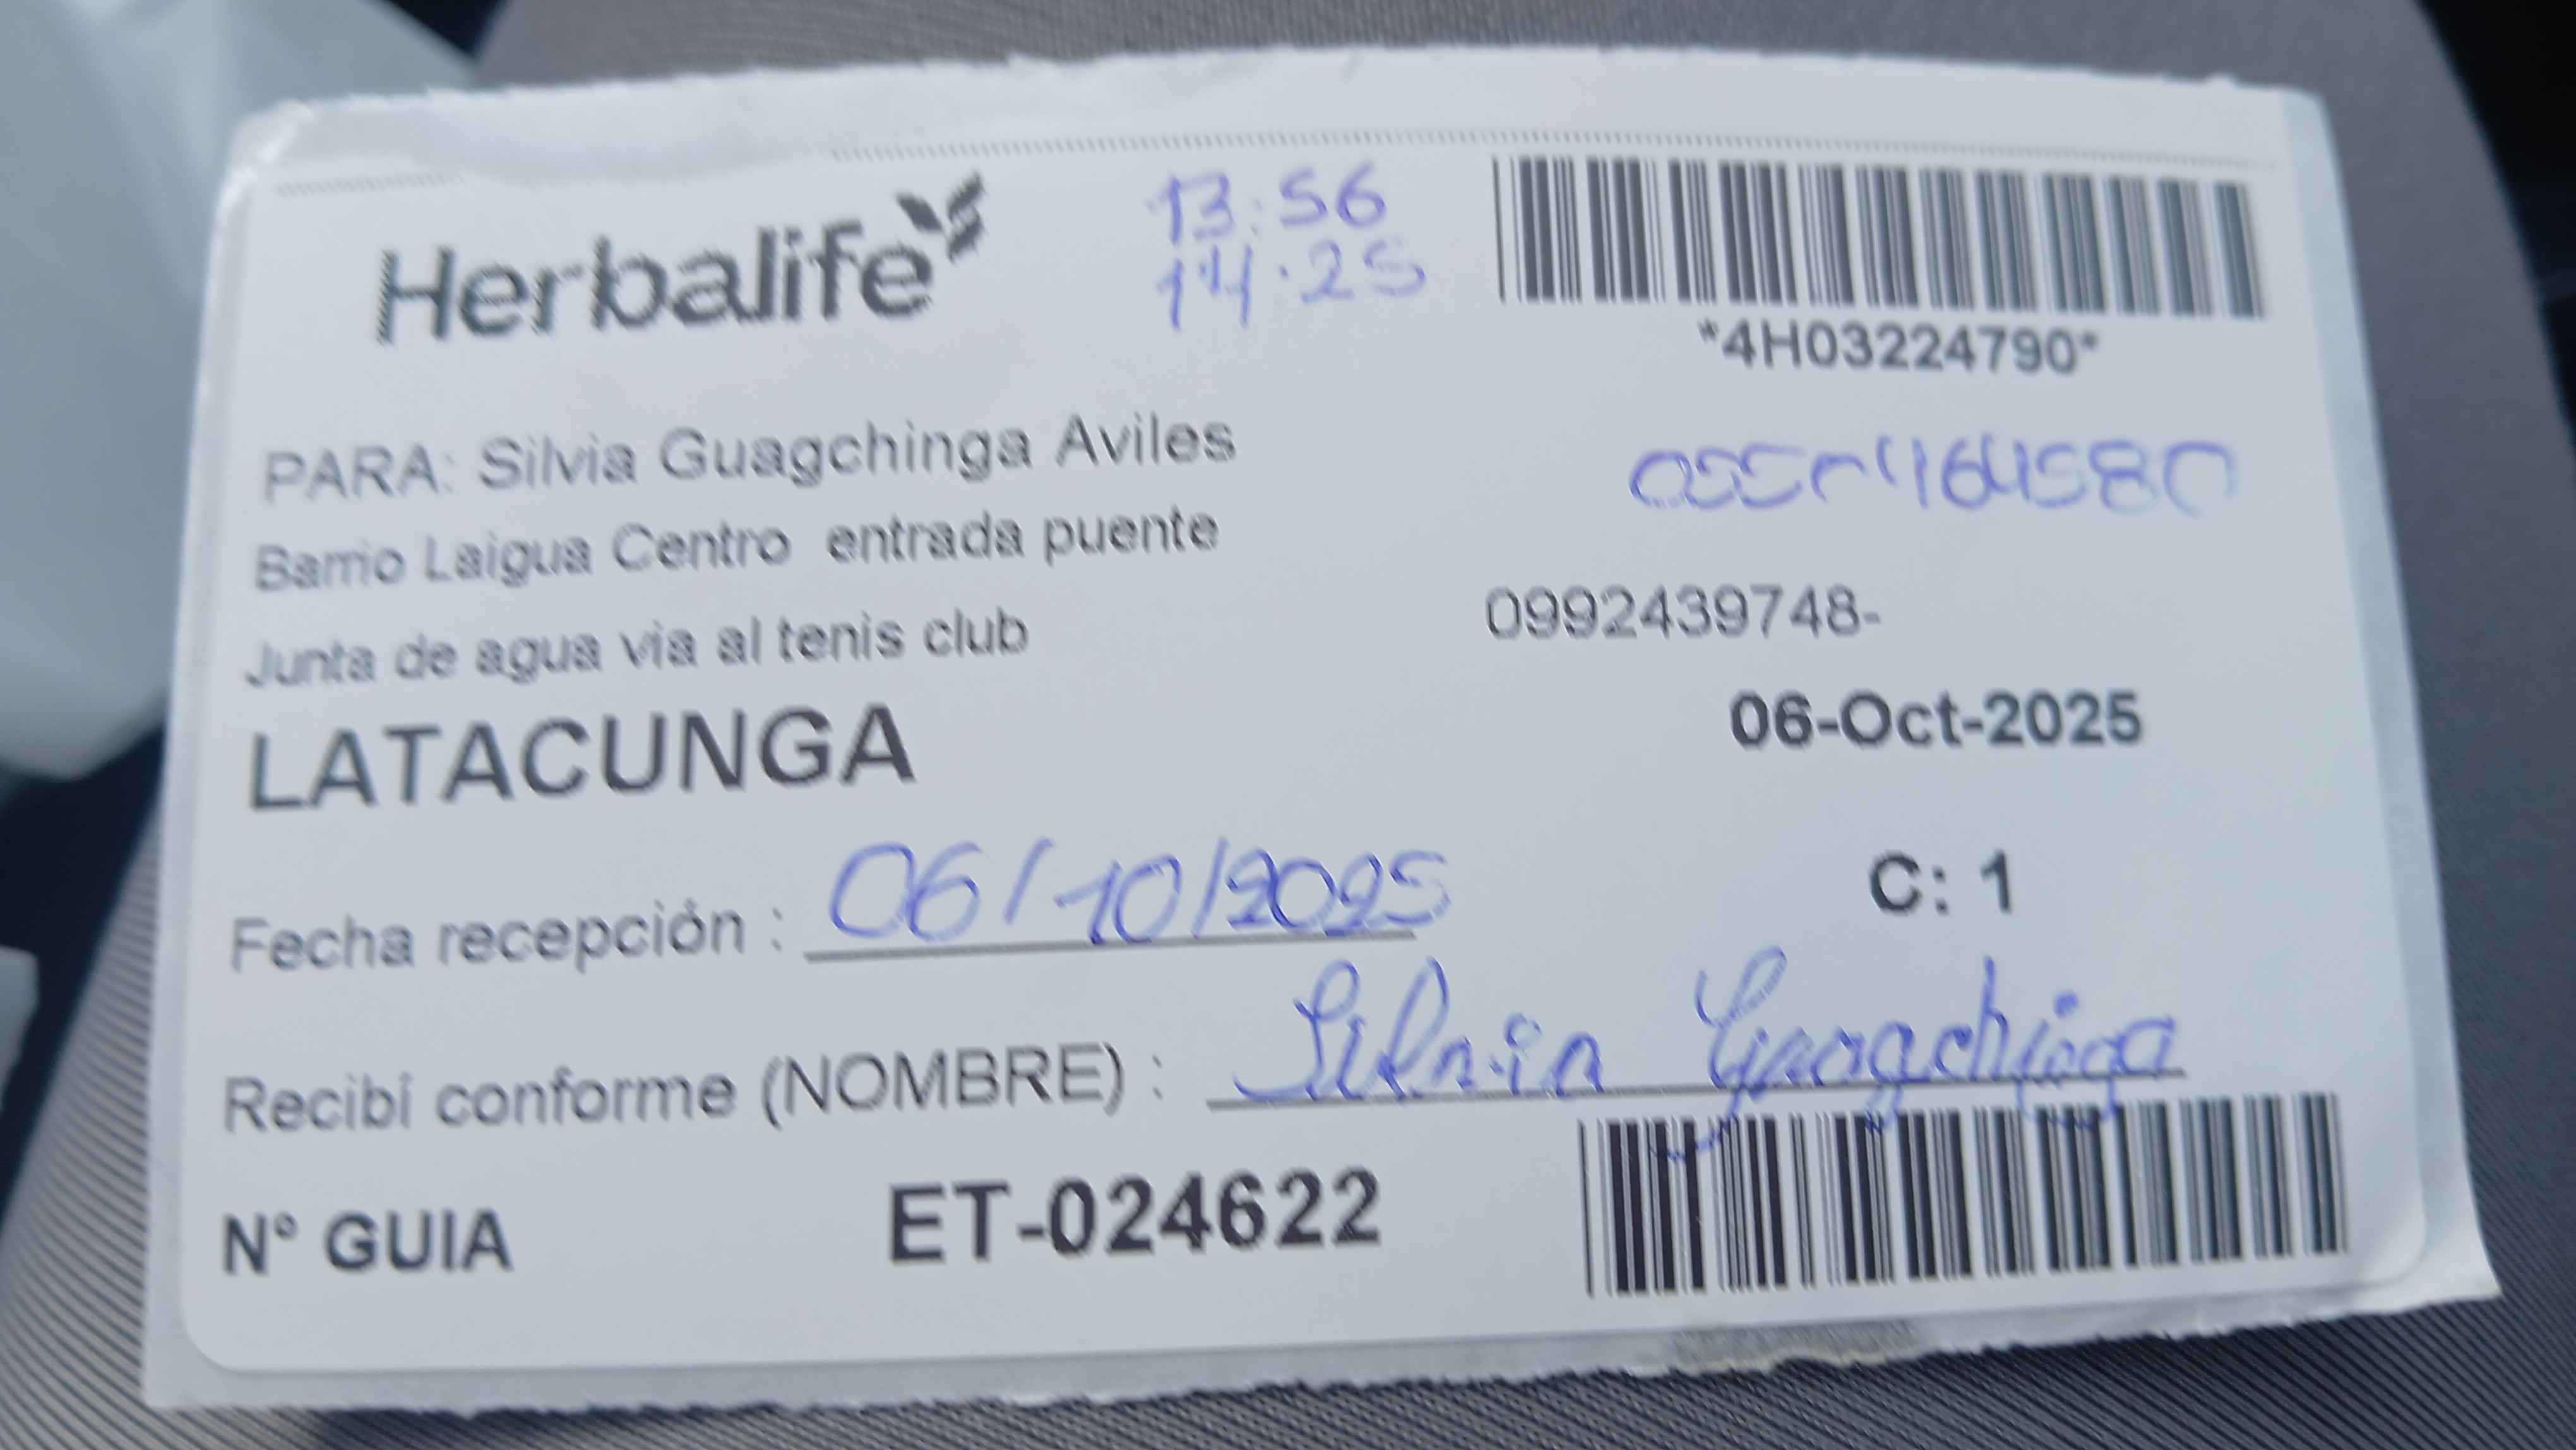 Herbalife
13:56
14:25
*4H03224790*
PARA: Silvia Guagchinga Aviles
Barrio Laigua Centro entrada puente
0992439748-
Junta de agua via al tenis club
06-Oct-2025
LATACUNGA
C: 1
Fecha recepción : 06/10/2025
Recibí conforme (NOMBRE) : Silvia Guagchinga
N° GUIA ET-024622